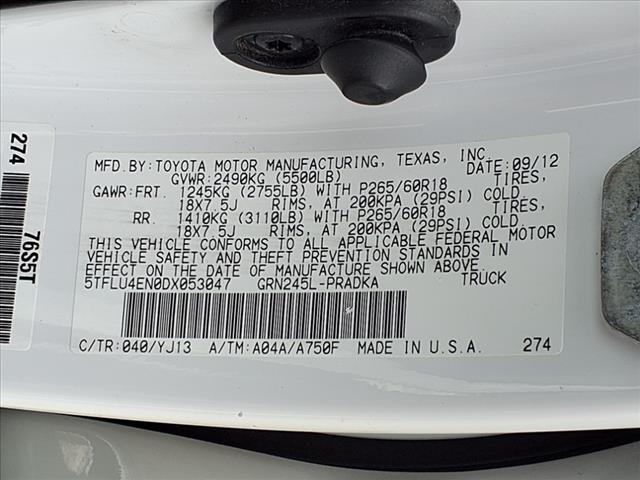 MFD.BY:TOYOTA MOTOR MANUFACTURING, TEXAS, INC.
DATE:09/12
GVWR:2490KG (5500LB)
GAWR:FRT. 1245KG (2755LB) WITH P265/60R18 TIRES,
18X7.5J RIMS, AT 200KPA (29PSI) COLD
RR. 1410KG (3110LB) WITH P265/60R18 TIRES,
18X7.5J RIMS, AT 200KPA (29PSI) COLD
THIS VEHICLE CONFORMS TO ALL APPLICABLE FEDERAL MOTOR
VEHICLE SAFETY AND THEFT PREVENTION STANDARDS IN
EFFECT ON THE DATE OF MANUFACTURE SHOWN ABOVE.
5TFLU4EN0DX053047 GRN245L-PRADKA TRUCK
C/TR:040/YJ13 A/TM:A04A/A750F MADE IN U.S.A. 274
274
76S5T